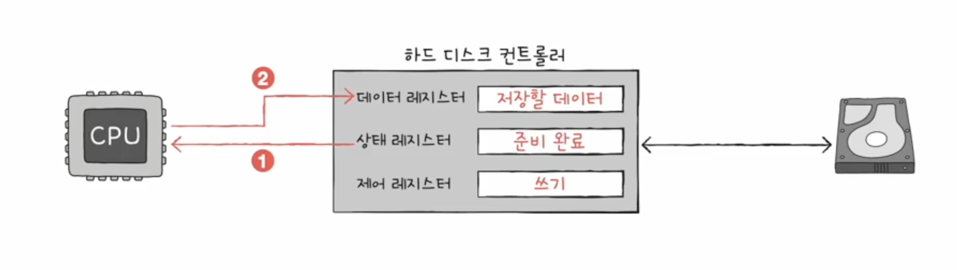 하드 디스크 컨트롤러
2
데이터 레지스터 저장할 데이터
CPU
상태 레지스터 준비 완료
1
제어 레지스터 쓰기